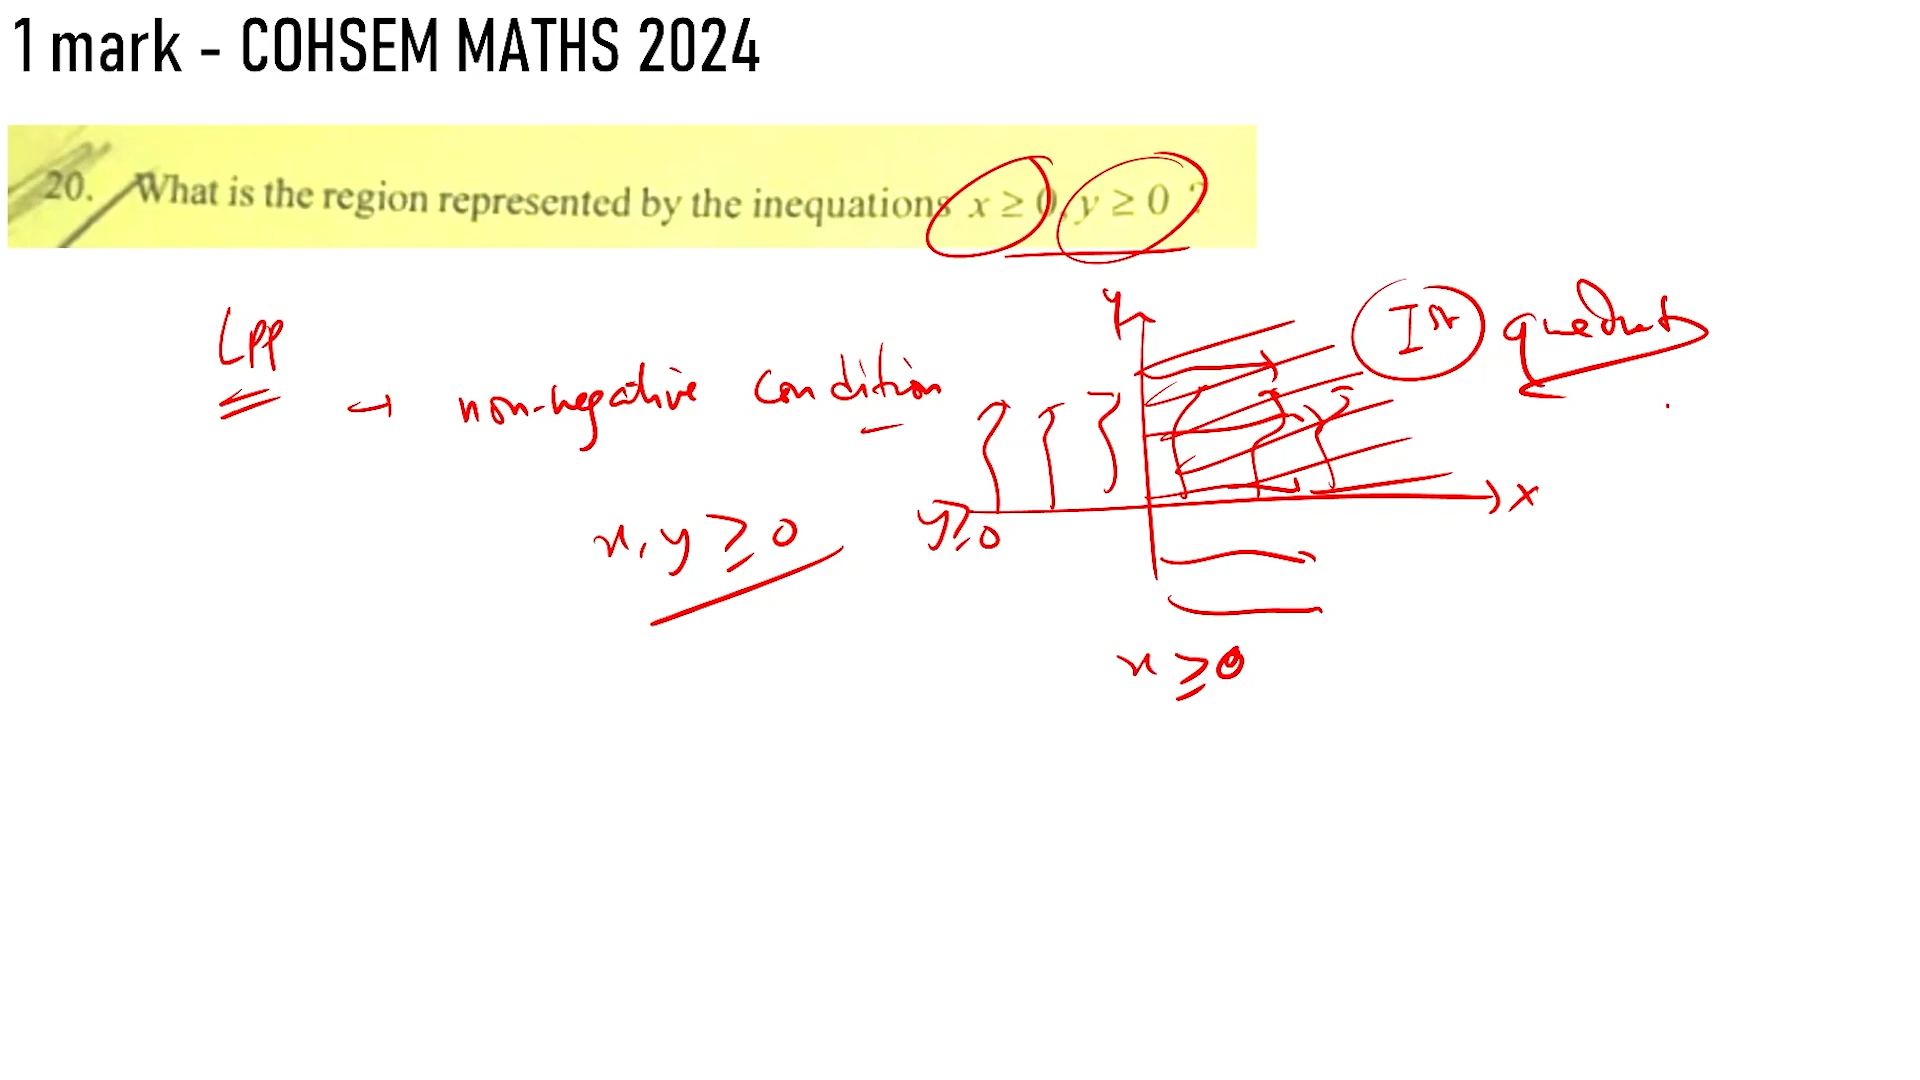 1 mark - COHSEM MATHS 2024
20. What is the region represented by the inequations x ≥ 0, y ≥ 0 ?
LPP
→ non-negative condition
x, y ≥ 0
y
Ist quadrant
x
y ≥ 0
x ≥ 0